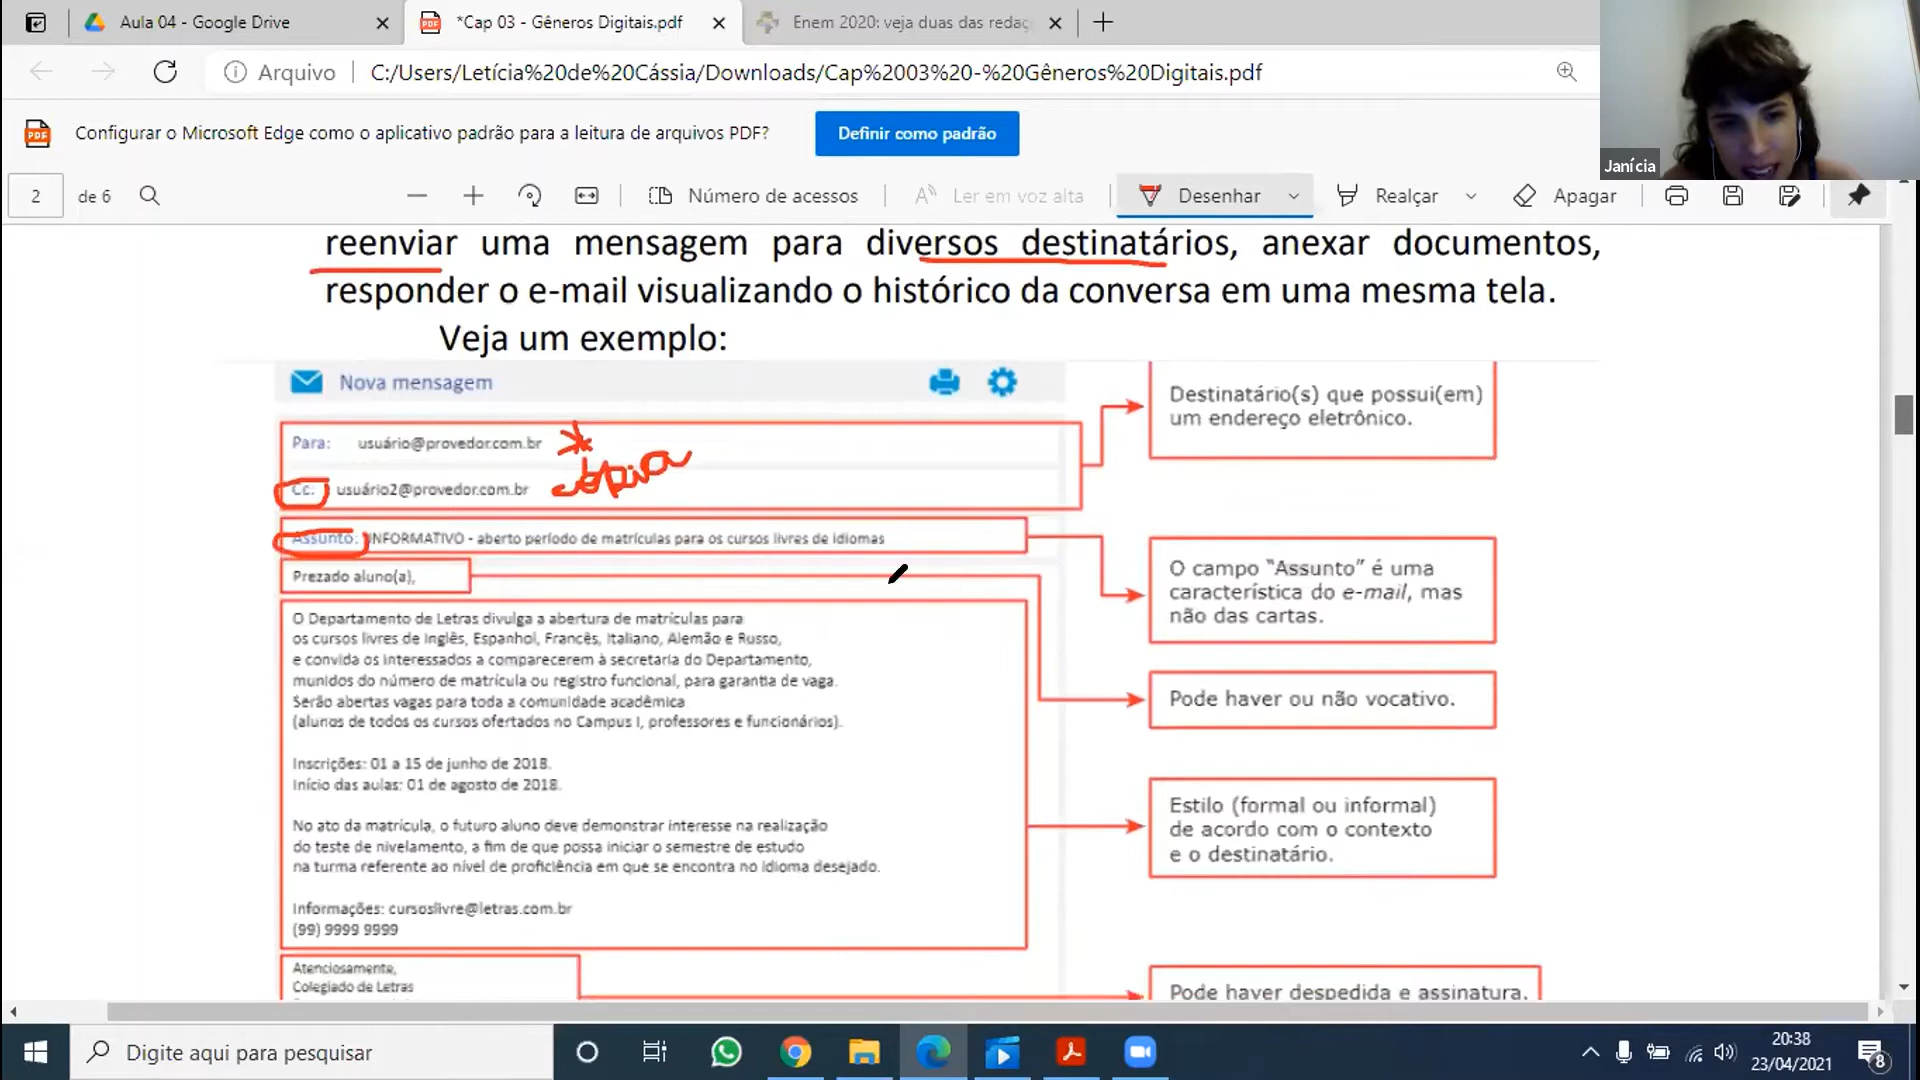 Aula 04 - Google Drive
*Cap 03 - Gêneros Digitais.pdf
Enem 2020: veja duas das redaç
Arquivo
C:/Users/Letícia%20de%20Cássia/Downloads/Cap%2003%20-%20Gêneros%20Digitais.pdf
Janícia
PDF
Configurar o Microsoft Edge como o aplicativo padrão para a leitura de arquivos PDF?
Definir como padrão
2
de 6
Número de acessos
Ler em voz alta
Desenhar
Realçar
Apagar
reenviar uma mensagem para diversos destinatários, anexar documentos,
responder o e-mail visualizando o histórico da conversa em uma mesma tela.
Veja um exemplo:
Nova mensagem
Para: usuário@provedor.com.br
cópia
Cc: usuário2@provedor.com.br
Assunto: INFORMATIVO - aberto período de matrículas para os cursos livres de idiomas
Prezado aluno(a),
O Departamento de Letras divulga a abertura de matrículas para
os cursos livres de Inglês, Espanhol, Francês, Italiano, Alemão e Russo,
e convida os interessados a comparecerem à secretaria do Departamento,
munidos do número de matrícula ou registro funcional, para garantia de vaga.
Serão abertas vagas para toda a comunidade acadêmica
(alunos de todos os cursos ofertados no Campus I, professores e funcionários).
Inscrições: 01 a 15 de junho de 2018.
Início das aulas: 01 de agosto de 2018.
No ato da matrícula, o futuro aluno deve demonstrar interesse na realização
do teste de nivelamento, a fim de que possa iniciar o semestre de estudo
na turma referente ao nível de proficiência em que se encontra no idioma desejado.
Informações: cursoslivre@letras.com.br
(99) 9999 9999
Atenciosamente,
Colegiado de Letras
Destinatário(s) que possui(em)
um endereço eletrônico.
O campo “Assunto” é uma
característica do e-mail, mas
não das cartas.
Pode haver ou não vocativo.
Estilo (formal ou informal)
de acordo com o contexto
e o destinatário.
Pode haver despedida e assinatura.
Digite aqui para pesquisar
20:38
23/04/2021
8